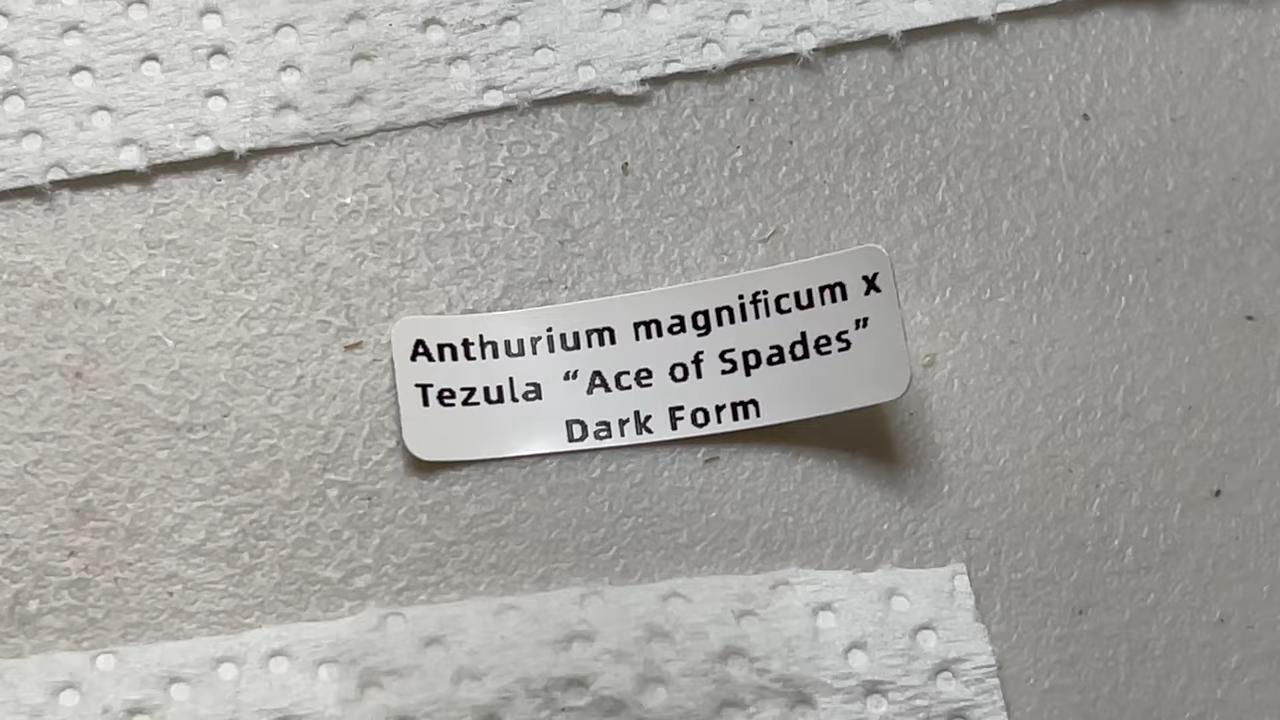 Anthurium magnificum x
Tezula “Ace of Spades”
Dark Form